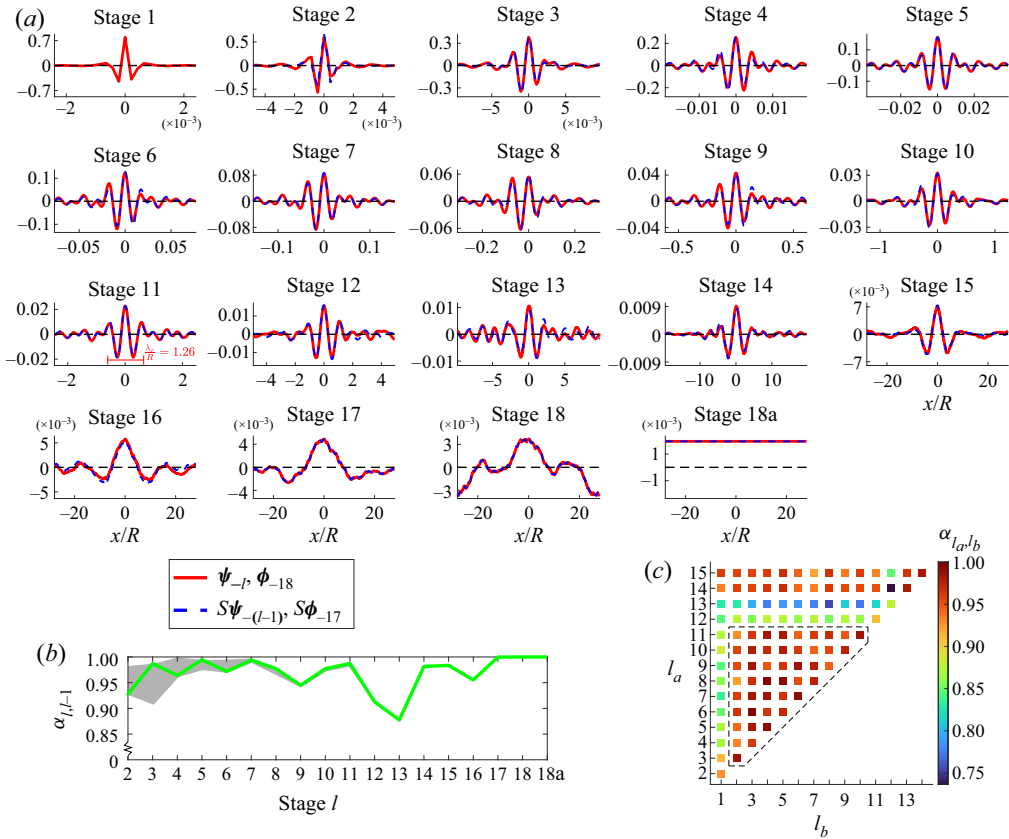 (a)
Stage 1
0.7
0
−0.7
−2 0 2
(×10−3)
Stage 2
0.5
0
−0.5
−4 −2 0 2 4
(×10−3)
Stage 3
0.3
0
−0.3
−5 0 5
(×10−3)
Stage 4
0.2
0
−0.2
−0.01 0 0.01
Stage 5
0.1
0
−0.1
−0.02 0 0.02
Stage 6
0.1
0
−0.1
−0.05 0 0.05
Stage 7
0.08
0
−0.08
−0.1 0 0.1
Stage 8
0.06
0
−0.06
−0.2 0 0.2
Stage 9
0.04
0
−0.04
−0.5 0 0.5
Stage 10
0.03
0
−0.03
−1 0 1
Stage 11
0.02
0
−0.02
λ/R = 1.26
−2 0 2
Stage 12
0.01
0
−0.01
−4 −2 0 2 4
Stage 13
0.01
0
−0.01
−5 0 5
Stage 14
0.009
0
−0.009
−10 0 10
x/R
Stage 15
(×10−3)
7
0
−7
−20 0 20
x/R
Stage 16
(×10−3)
5
0
−5
−20 0 20
x/R
Stage 17
(×10−3)
4
0
−4
−20 0 20
x/R
Stage 18
(×10−3)
3
0
−3
−20 0 20
x/R
Stage 18a
(×10−3)
1
−1
−20 0 20
x/R
ψ−l, ϕ−18
Sψ−(l−1), Sϕ−17
(b)
αl,l−1
1.00
0.95
0.90
0.85
0
2 3 4 5 6 7 8 9 10 11 12 13 14 15 16 17 18 18a
Stage l
(c)
la
15
14
13
12
11
10
9
8
7
6
5
4
3
2
1 3 5 7 9 11 13
lb
αla,lb
1.00
0.95
0.90
0.85
0.80
0.75